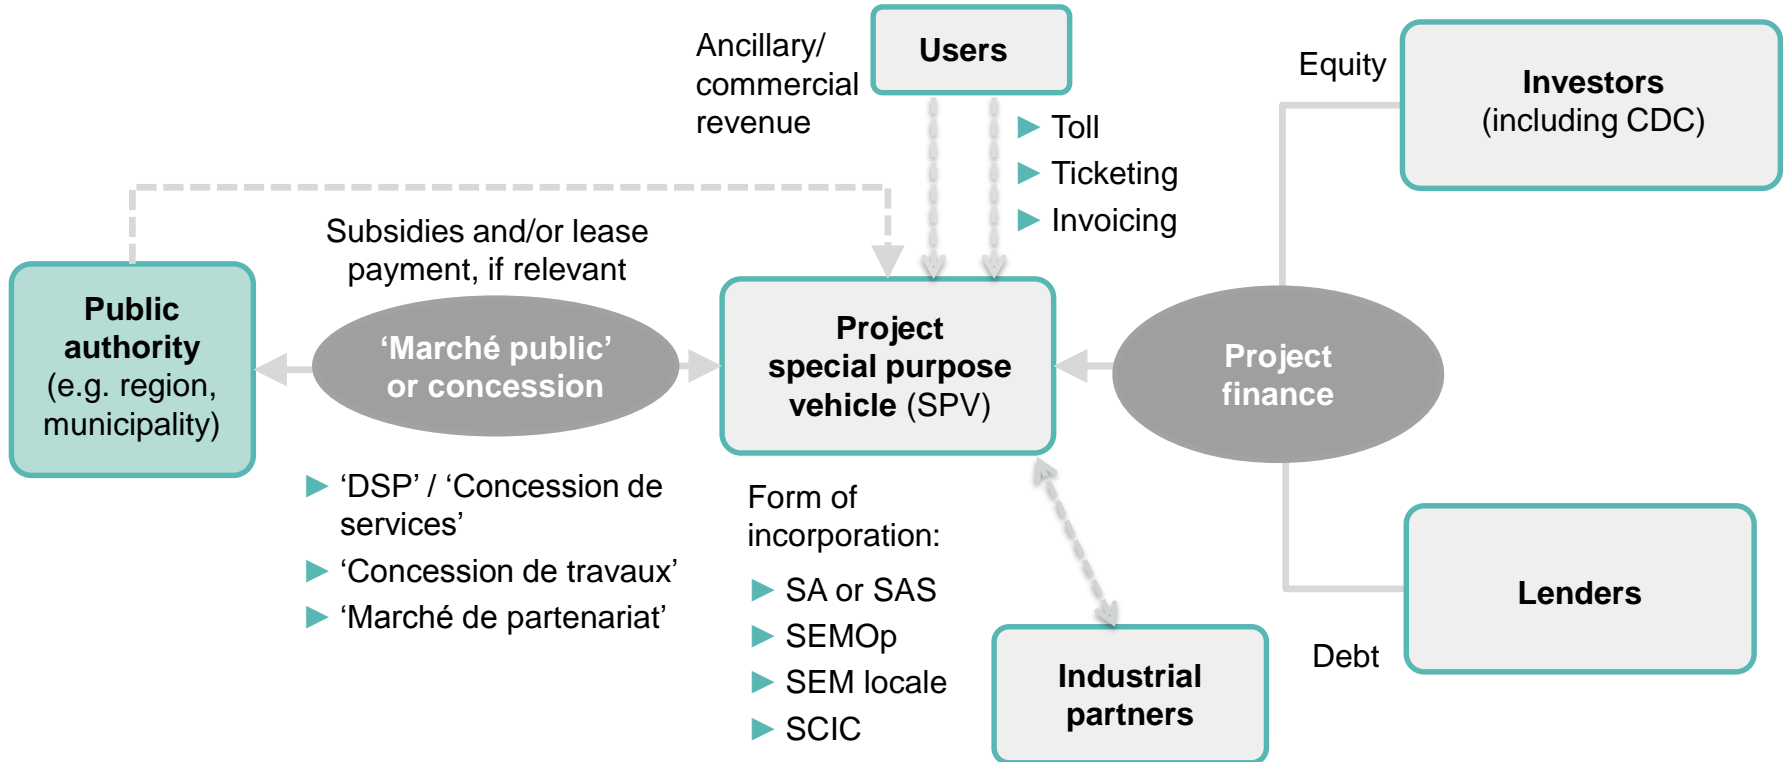 Ancillary/
commercial
revenue
Users
► Toll
► Ticketing
► Invoicing
Equity
Investors
(including CDC)
Subsidies and/or lease
payment, if relevant
Public
authority
(e.g. region,
municipality)
‘Marché public’
or concession
Project
special purpose
vehicle (SPV)
Project
finance
► ‘DSP’ / ‘Concession de
services’
► ‘Concession de travaux’
► ‘Marché de partenariat’
Form of
incorporation:
► SA or SAS
► SEMOp
► SEM locale
► SCIC
Industrial
partners
Debt
Lenders